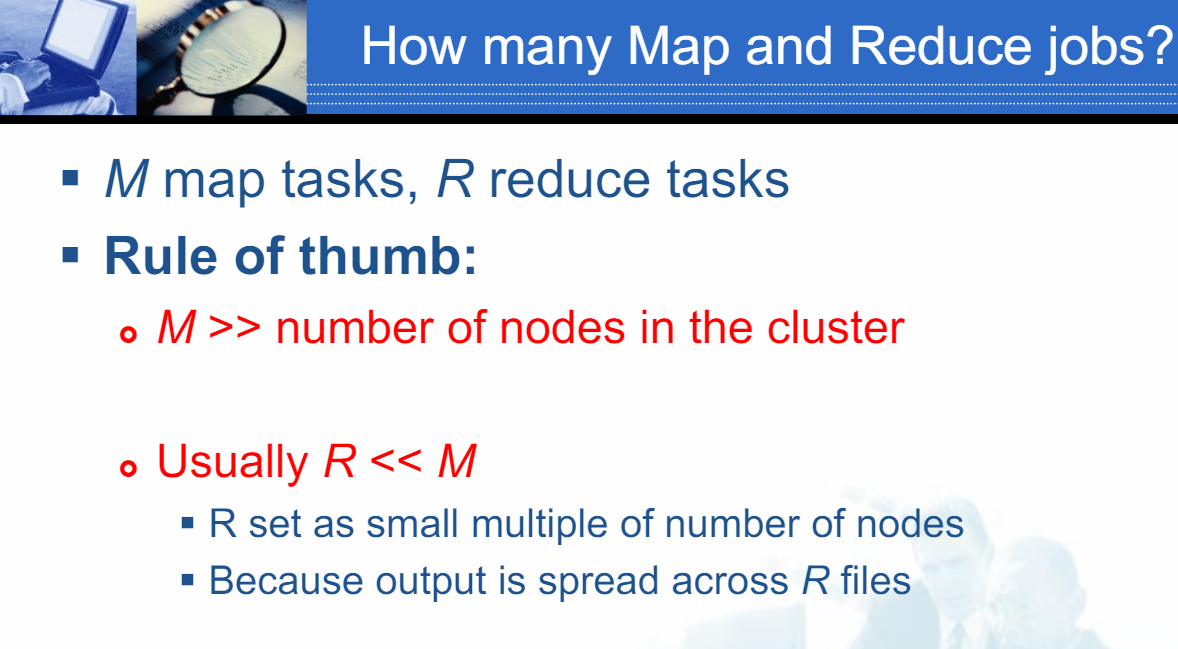 How many Map and Reduce jobs?
M map tasks, R reduce tasks
Rule of thumb:
M >> number of nodes in the cluster
Usually R << M
R set as small multiple of number of nodes
Because output is spread across R files